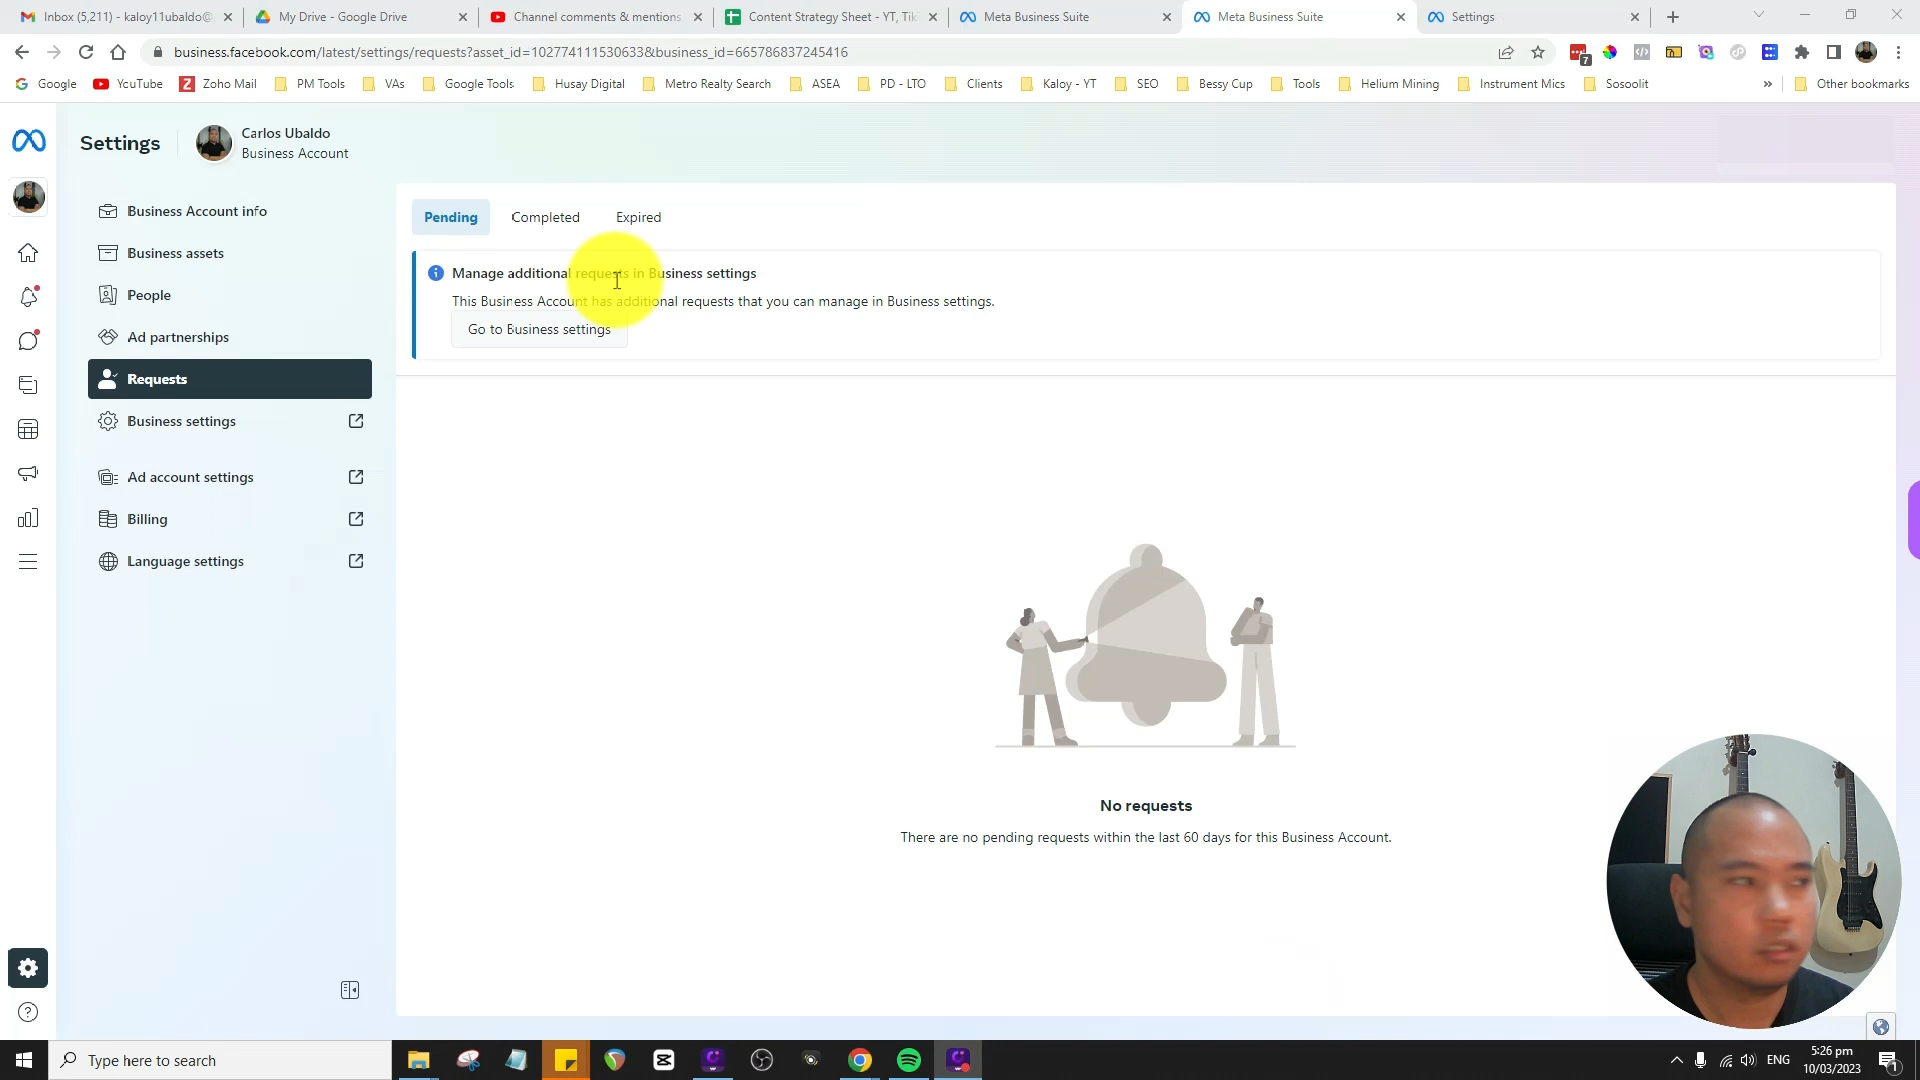 Inbox (5,211) - kaloy11ubaldo@
My Drive - Google Drive
Channel comments & mentions
Content Strategy Sheet - YT, Tik
Meta Business Suite
Meta Business Suite
Settings
business.facebook.com/latest/settings/requests?asset_id=102774111530633&business_id=665786837245416
7
Google
YouTube
Zoho Mail
PM Tools
VAs
Google Tools
Husay Digital
Metro Realty Search
ASEA
PD - LTO
Clients
Kaloy - YT
SEO
Bessy Cup
Tools
Helium Mining
Instrument Mics
Sosoolit
»
Other bookmarks
Settings
Carlos Ubaldo
Business Account
Business Account info
Business assets
People
Ad partnerships
Requests
Business settings
Ad account settings
Billing
Language settings
Pending
Completed
Expired
Manage additional requests in Business settings
This Business Account has additional requests that you can manage in Business settings.
Go to Business settings
No requests
There are no pending requests within the last 60 days for this Business Account.
Type here to search
ENG
5:26 pm
10/03/2023
1